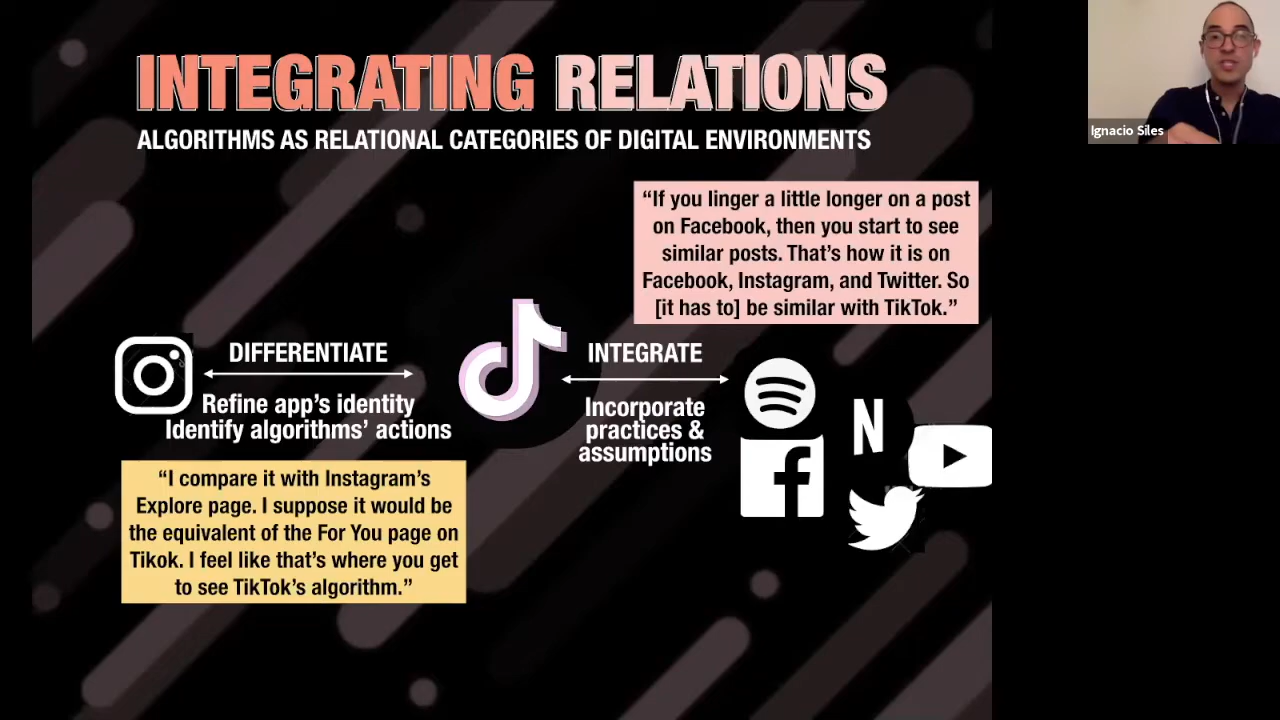 INTEGRATING RELATIONS
ALGORITHMS AS RELATIONAL CATEGORIES OF DIGITAL ENVIRONMENTS
“If you linger a little longer on a post
on Facebook, then you start to see
similar posts. That’s how it is on
Facebook, Instagram, and Twitter. So
[it has to] be similar with TikTok.”
DIFFERENTIATE
Refine app’s identity
Identify algorithms’ actions
INTEGRATE
Incorporate
practices &
assumptions
N
“I compare it with Instagram’s
Explore page. I suppose it would be
the equivalent of the For You page on
Tikok. I feel like that’s where you get
to see TikTok’s algorithm.”
Ignacio Siles